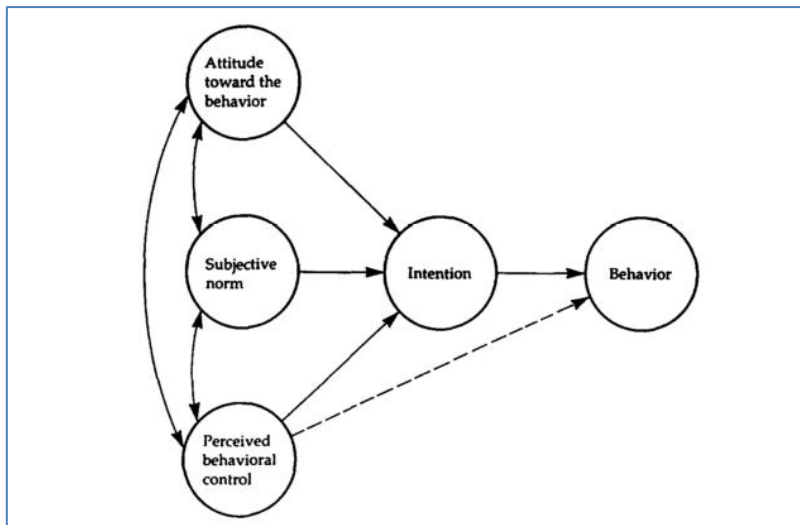 Attitude
toward the
behavior
Subjective
norm
Intention
Behavior
Perceived
behavioral
control